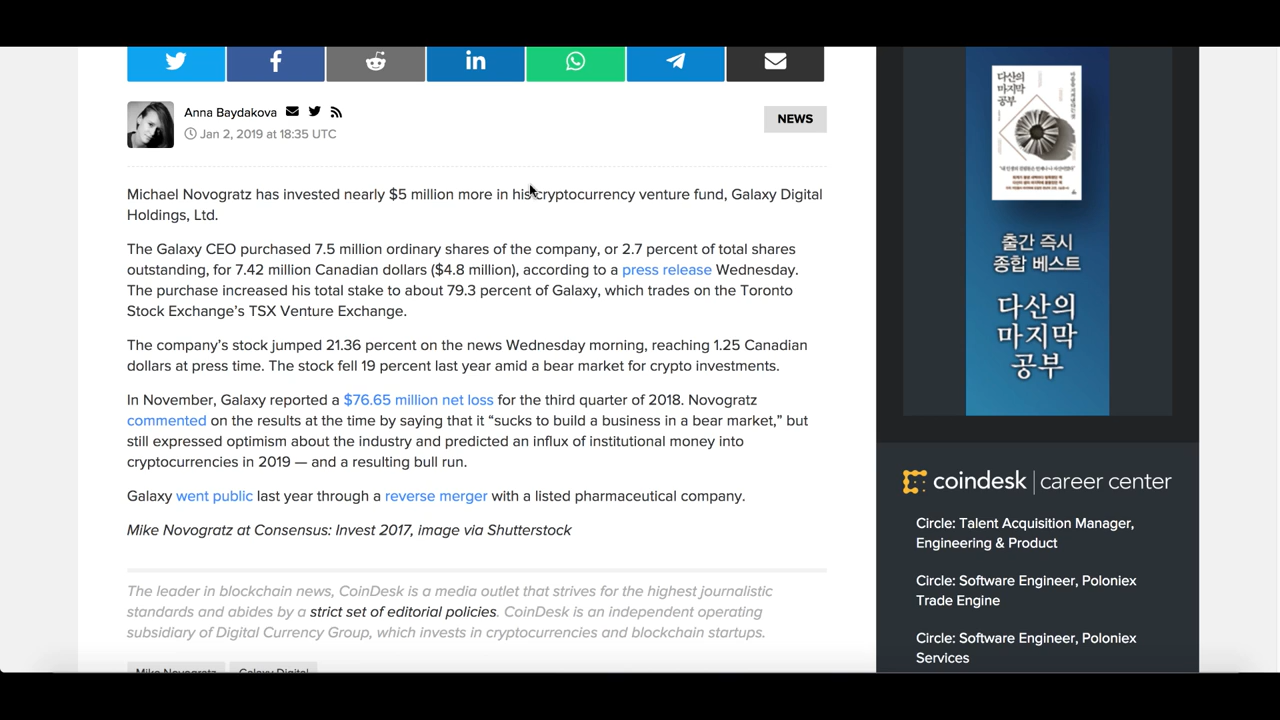 Anna Baydakova
Jan 2, 2019 at 18:35 UTC
NEWS
Michael Novogratz has invested nearly $5 million more in his cryptocurrency venture fund, Galaxy Digital
Holdings, Ltd.
The Galaxy CEO purchased 7.5 million ordinary shares of the company, or 2.7 percent of total shares
outstanding, for 7.42 million Canadian dollars ($4.8 million), according to a press release Wednesday.
The purchase increased his total stake to about 79.3 percent of Galaxy, which trades on the Toronto
Stock Exchange’s TSX Venture Exchange.
The company’s stock jumped 21.36 percent on the news Wednesday morning, reaching 1.25 Canadian
dollars at press time. The stock fell 19 percent last year amid a bear market for crypto investments.
In November, Galaxy reported a $76.65 million net loss for the third quarter of 2018. Novogratz
commented on the results at the time by saying that it “sucks to build a business in a bear market,” but
still expressed optimism about the industry and predicted an influx of institutional money into
cryptocurrencies in 2019 — and a resulting bull run.
Galaxy went public last year through a reverse merger with a listed pharmaceutical company.
Mike Novogratz at Consensus: Invest 2017, image via Shutterstock
The leader in blockchain news, CoinDesk is a media outlet that strives for the highest journalistic
standards and abides by a strict set of editorial policies. CoinDesk is an independent operating
subsidiary of Digital Currency Group, which invests in cryptocurrencies and blockchain startups.
Mike Novogratz
Galaxy Digital
다산의
마지막
공부
출간 즉시
종합 베스트
다산의
마지막
공부
coindesk | career center
Circle: Talent Acquisition Manager,
Engineering & Product
Circle: Software Engineer, Poloniex
Trade Engine
Circle: Software Engineer, Poloniex
Services